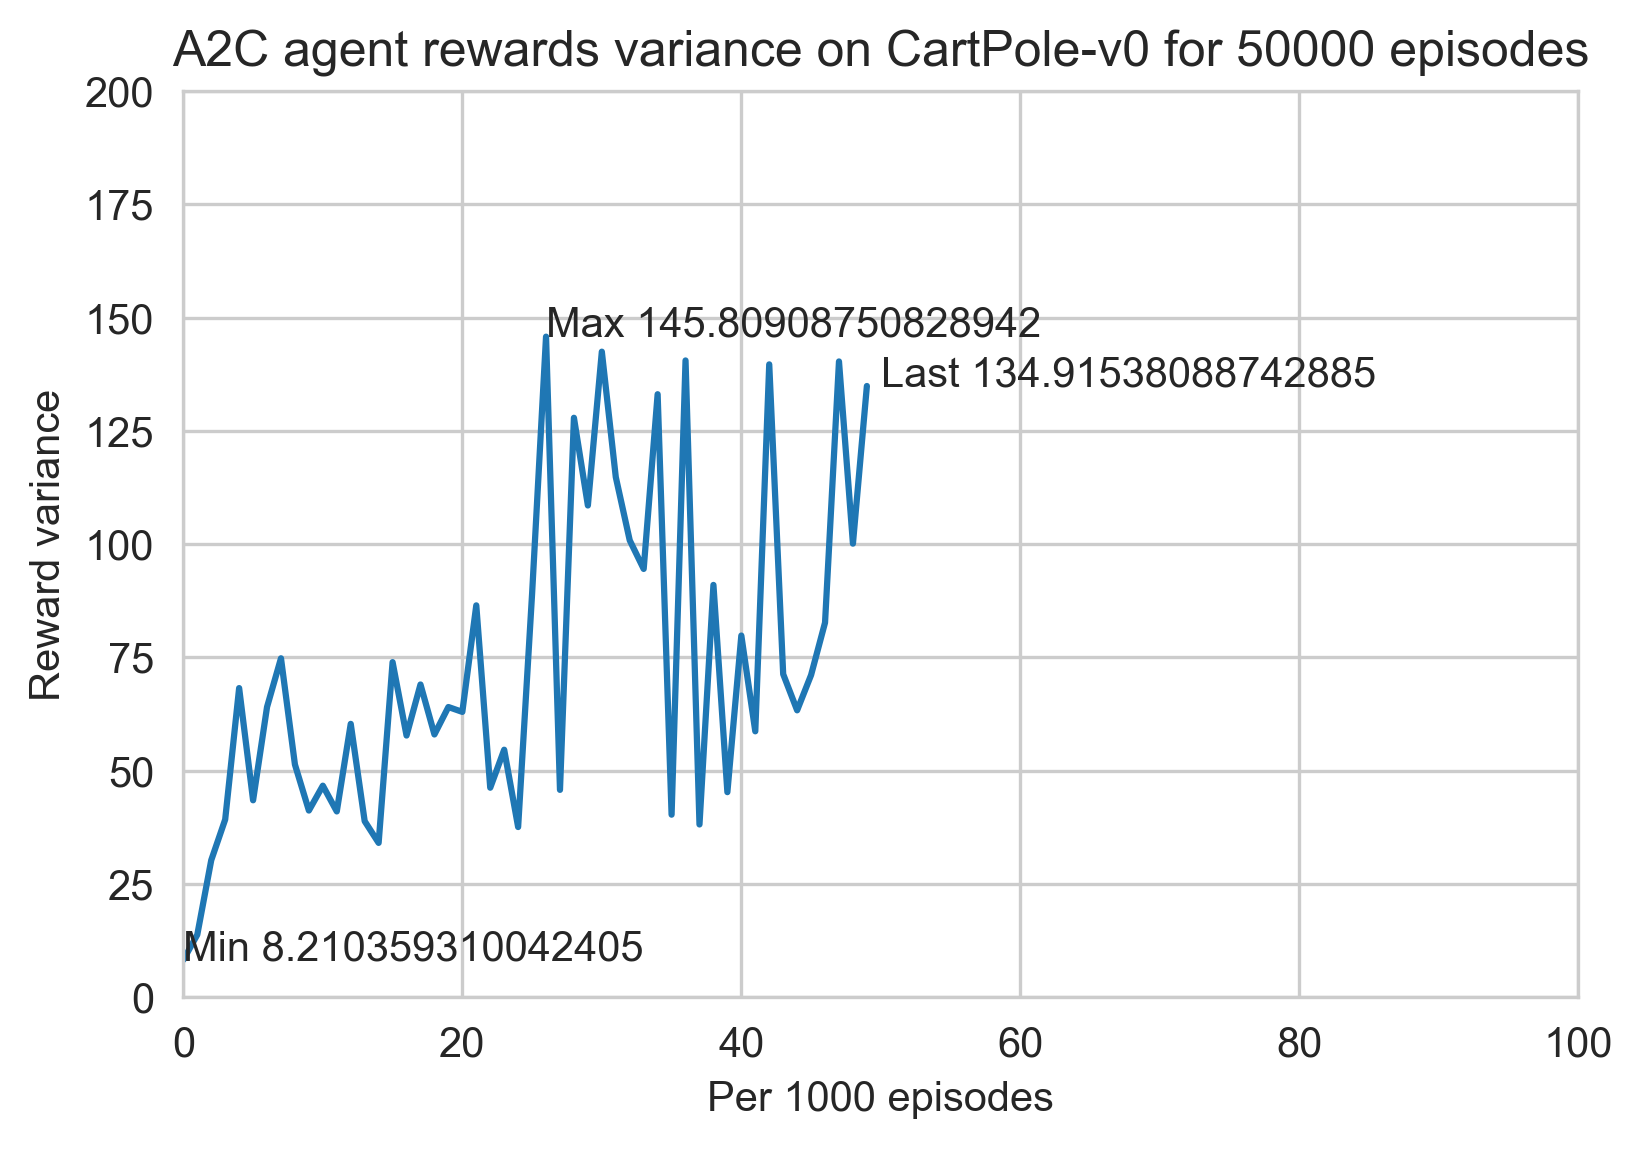 A2C agent rewards variance on CartPole-v0 for 50000 episodes
200
175
150
125
100
75
50
25
0
Reward variance
Max 145.80908750828942
Last 134.91538088742885
Min 8.210359310042405
0 20 40 60 80 100
Per 1000 episodes